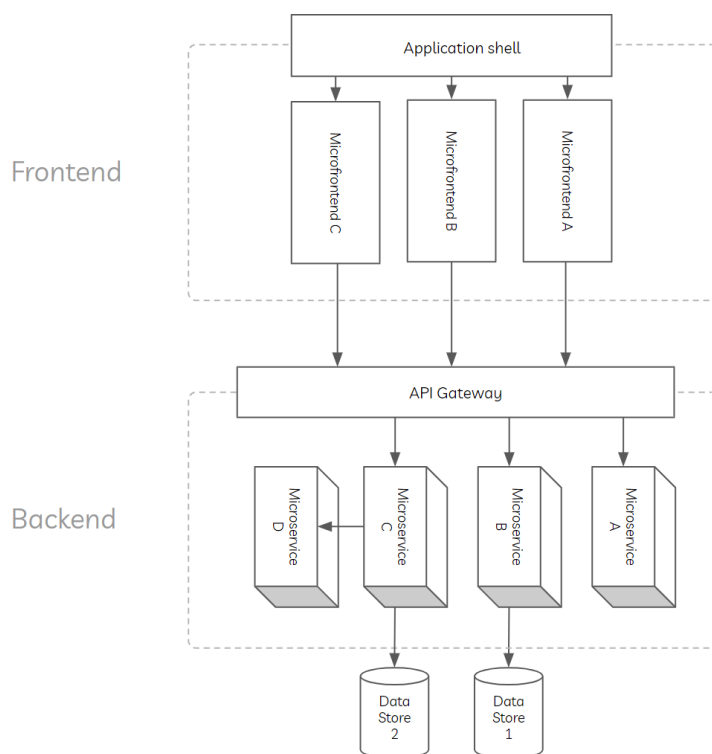 Application shell
Frontend
Microfrontend C
Microfrontend B
Microfrontend A
API Gateway
Backend
Microservice
D
Microservice
C
Microservice
B
Microservice
A
Data
Store
2
Data
Store
1